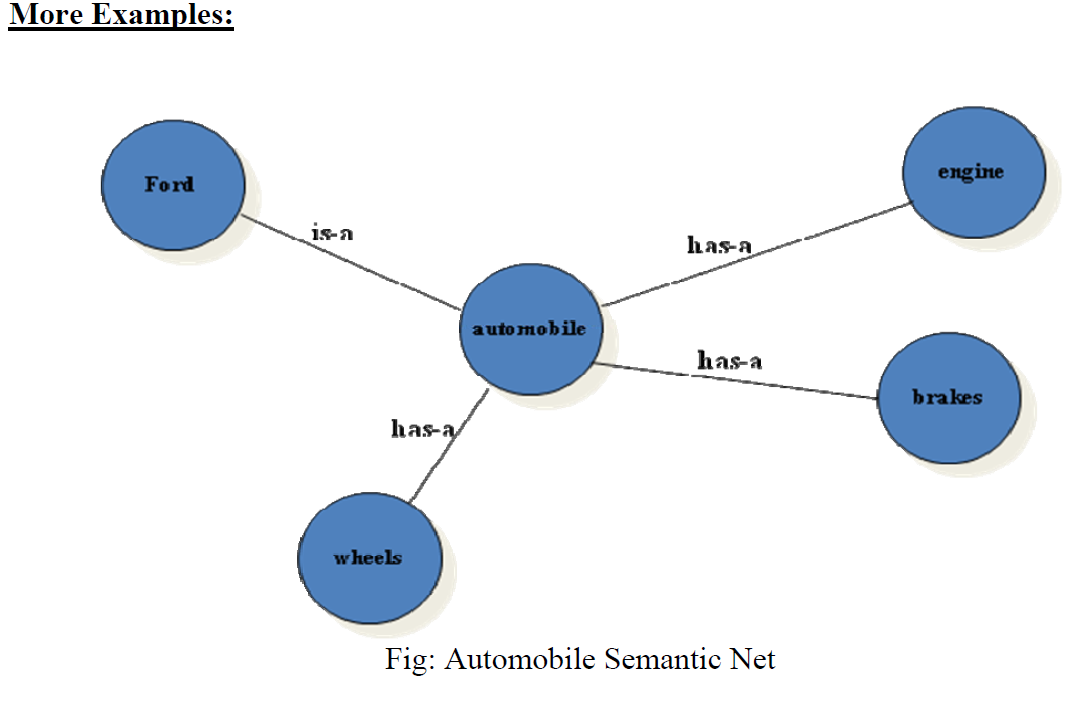 More Examples:
Ford
engine
is-a
has-a
automobile
has-a
brakes
has-a
wheels
Fig: Automobile Semantic Net